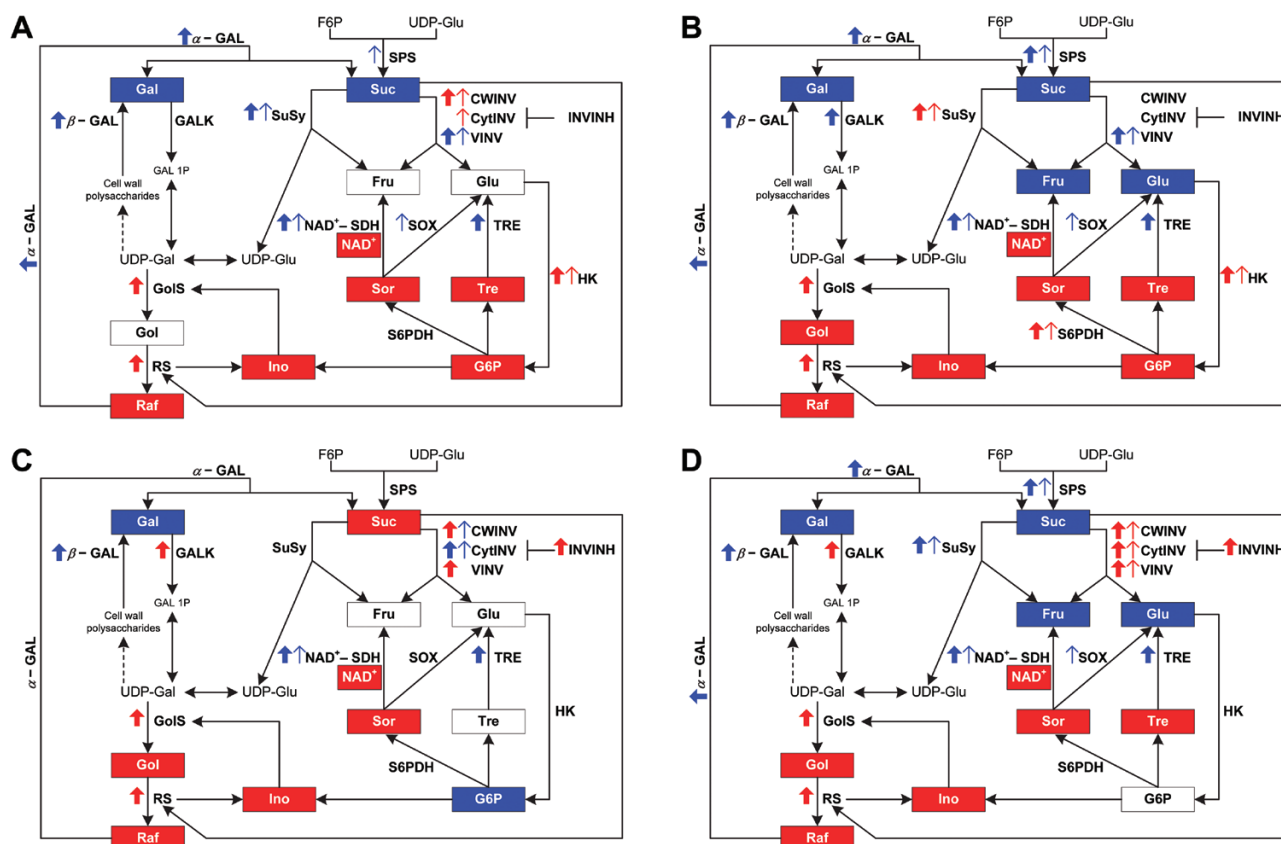 A
F6P
UDP-Glu
α – GAL
SPS
Gal
Suc
β – GAL
GALK
SuSy
CWINV
CytINV
INVINH
VINV
GAL 1P
Cell wall
polysaccharides
Fru
Glu
α – GAL
NAD⁺– SDH
SOX
TRE
NAD⁺
UDP-Gal
UDP-Glu
HK
GolS
Sor
Tre
Gol
S6PDH
RS
Ino
G6P
Raf
B
F6P
UDP-Glu
α – GAL
SPS
Gal
Suc
β – GAL
GALK
SuSy
CWINV
CytINV
INVINH
VINV
GAL 1P
Cell wall
polysaccharides
Fru
Glu
α – GAL
NAD⁺– SDH
SOX
TRE
NAD⁺
UDP-Gal
UDP-Glu
HK
GolS
Sor
Tre
Gol
S6PDH
RS
Ino
G6P
Raf
C
F6P
UDP-Glu
α – GAL
SPS
Gal
Suc
β – GAL
GALK
SuSy
CWINV
CytINV
INVINH
VINV
GAL 1P
Cell wall
polysaccharides
Fru
Glu
α – GAL
NAD⁺– SDH
SOX
TRE
NAD⁺
UDP-Gal
UDP-Glu
HK
GolS
Sor
Tre
Gol
S6PDH
RS
Ino
G6P
Raf
D
F6P
UDP-Glu
α – GAL
SPS
Gal
Suc
β – GAL
GALK
SuSy
CWINV
CytINV
INVINH
VINV
GAL 1P
Cell wall
polysaccharides
Fru
Glu
α – GAL
NAD⁺– SDH
SOX
TRE
NAD⁺
UDP-Gal
UDP-Glu
HK
GolS
Sor
Tre
Gol
S6PDH
RS
Ino
G6P
Raf